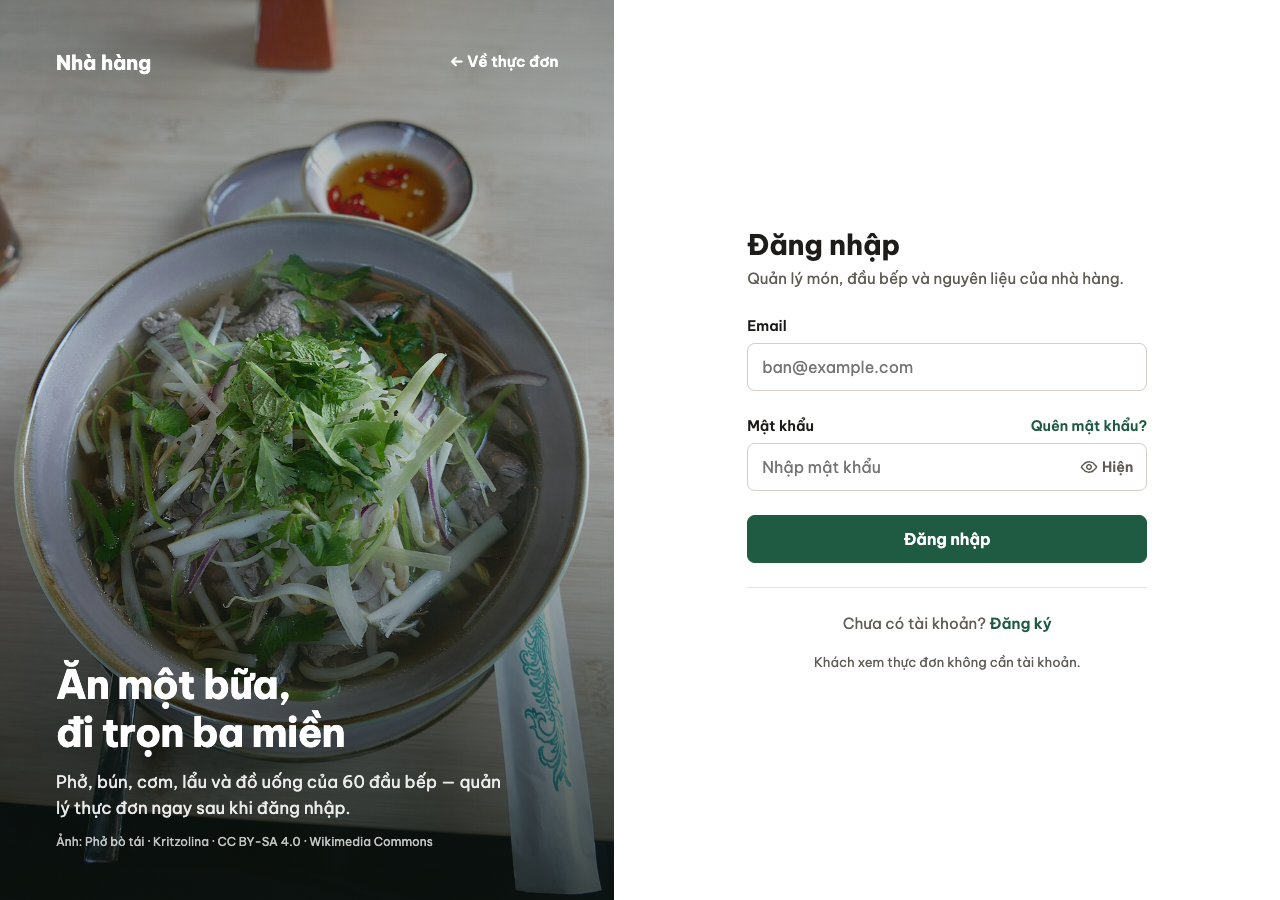 Nhà hàng
← Về thực đơn
Ăn một bữa,
đi trọn ba miền
Phở, bún, cơm, lẩu và đồ uống của 60 đầu bếp — quản
lý thực đơn ngay sau khi đăng nhập.
Ảnh: Phở bò tái · Kritzolina · CC BY-SA 4.0 · Wikimedia Commons
Đăng nhập
Quản lý món, đầu bếp và nguyên liệu của nhà hàng.
Email
ban@example.com
Mật khẩu
Quên mật khẩu?
Nhập mật khẩu
Hiện
Đăng nhập
Chưa có tài khoản? Đăng ký
Khách xem thực đơn không cần tài khoản.